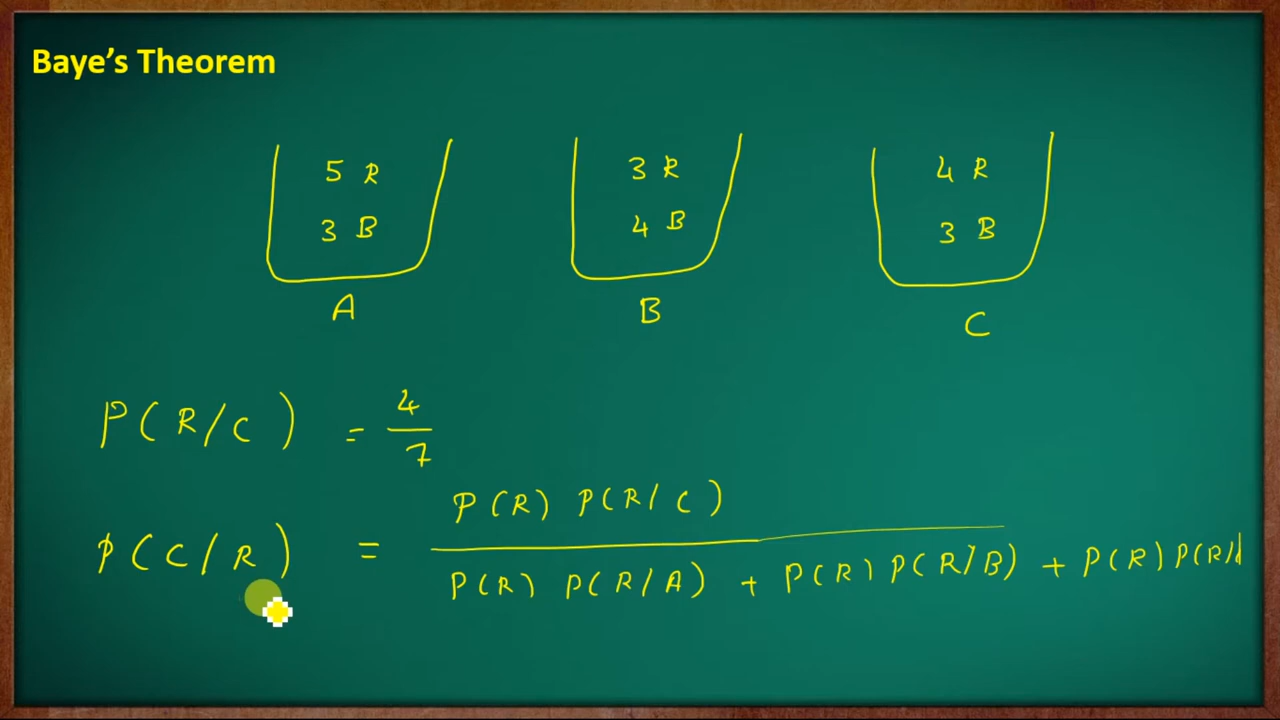 Baye's Theorem
5 R 3 R 4 R
3 B 4 B 3 B
A B C
P(R/C) = 4/7
P(C/R) = P(R) P(R/C)
P(R) P(R/A) + P(R) P(R/B) + P(R) P(R/